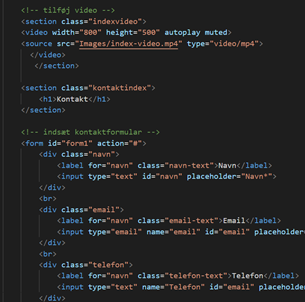 <!-- tilføj video -->
<section class="indexvideo">
<video width="800" height="500" autoplay muted>
<source src="Images/index-video.mp4" type="video/mp4">
</video>
</section>
<section class="kontaktindex">
<h1>Kontakt</h1>
</section>
<!-- indsæt kontaktformular -->
<form id="form1" action="#">
<div class="navn">
<label for="navn" class="navn-text">Navn</label>
<input type="text" id="navn" placeholder="Navn*">
</div>
<br>
<div class="email">
<label for="navn" class="email-text">Email</label>
<input type="email" name="email" id="email" placehol
</div>
<br>
<div class="telefon">
<label for="navn" class="telefon-text">Telefon</label>
<input type="text" name="Telefon" id="email" placeho
</div>